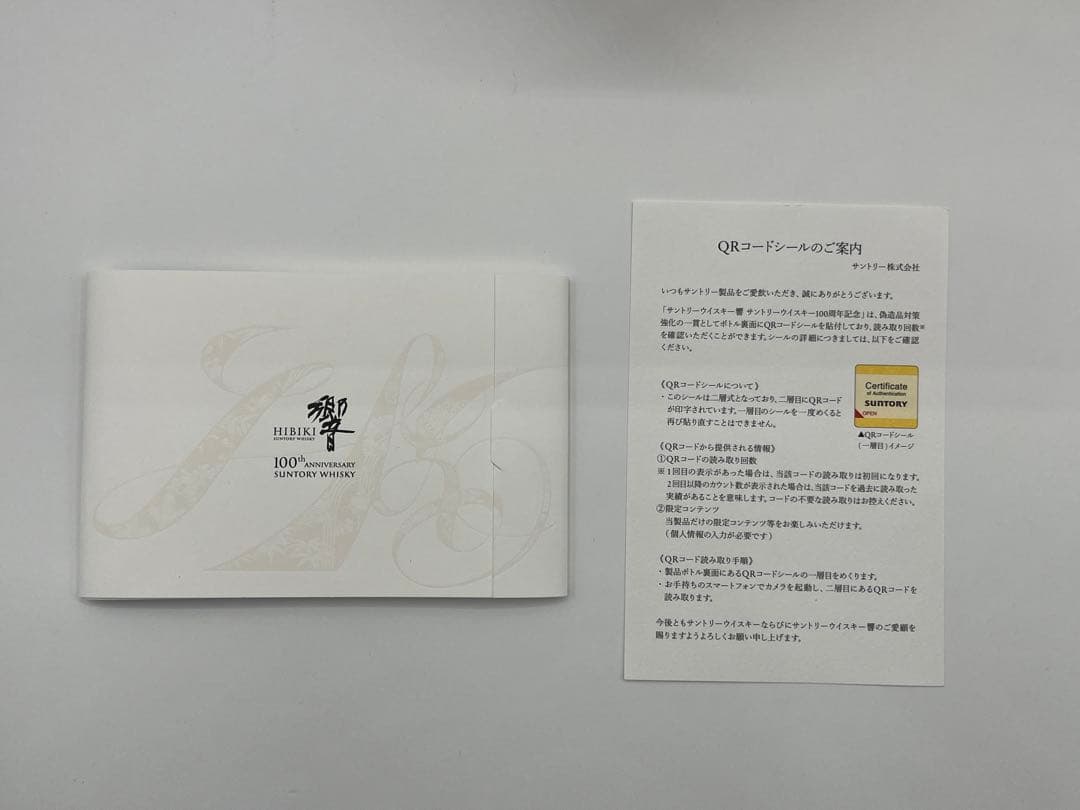 響
HIBIKI
SUNTORY WHISKY
100th ANNIVERSARY
SUNTORY WHISKY
QRコードシールのご案内
サントリー株式会社
いつもサントリー製品をご愛飲いただき、誠にありがとうございます。
「サントリーウイスキー響 サントリーウイスキー100周年記念」は、偽造品対策
強化の一貫としてボトル裏面にQRコードシールを貼付しており、読み取り回数※
を確認いただくことができます。シールの詳細につきましては、以下をご確認
ください。
《QRコードシールについて》
・このシールは二層式となっており、二層目にQRコード
が印字されています。一層目のシールを一度めくると
再び貼り直すことはできません。
Certificate
of Authentication
SUNTORY
OPEN
▲QRコードシール
(一層目)イメージ
《QRコードから提供される情報》
①QRコードの読み取り回数
※1回目の表示があった場合は、当該コードの読み取りは初回になります。
2回目以降のカウント数が表示された場合は、当該コードを過去に読み取った
実績があることを意味します。コードの不要な読み取りはお控えください。
②限定コンテンツ
当製品だけの限定コンテンツ等をお楽しみいただけます。
(個人情報の入力が必要です)
《QRコード読み取り手順》
・製品ボトル裏面にあるQRコードシールの一層目をめくります。
・お手持ちのスマートフォンでカメラを起動し、二層目にあるQRコードを
読み取ります。
今後ともサントリーウイスキーならびにサントリーウイスキー響のご愛顧を
賜りますようよろしくお願い申し上げます。